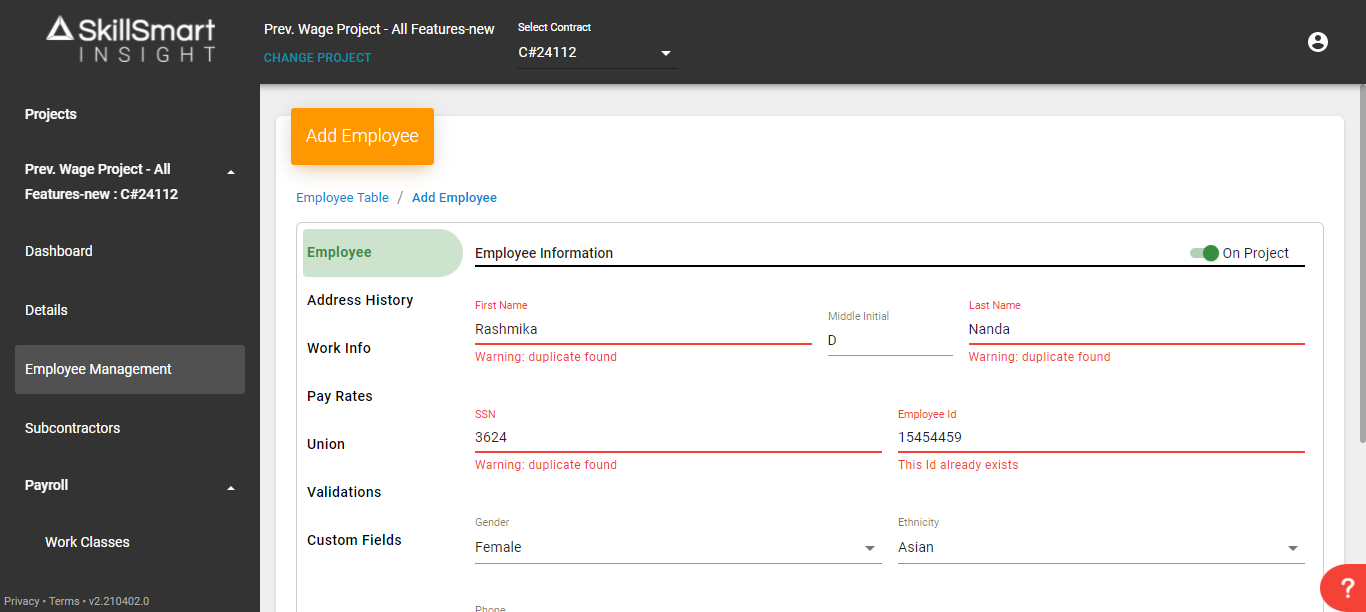 SkillSmart
INSIGHT
Prev. Wage Project - All Features-new
CHANGE PROJECT
Select Contract
C#24112
Projects
Prev. Wage Project - All
Features-new : C#24112
Dashboard
Details
Employee Management
Subcontractors
Payroll
Work Classes
Privacy • Terms • v2.210402.0
Add Employee
Employee Table / Add Employee
Employee
Address History
Work Info
Pay Rates
Union
Validations
Custom Fields
Employee Information
On Project
First Name
Rashmika
Warning: duplicate found
Middle Initial
D
Last Name
Nanda
Warning: duplicate found
SSN
3624
Warning: duplicate found
Employee Id
15454459
This Id already exists
Gender
Female
Ethnicity
Asian
Phone
?